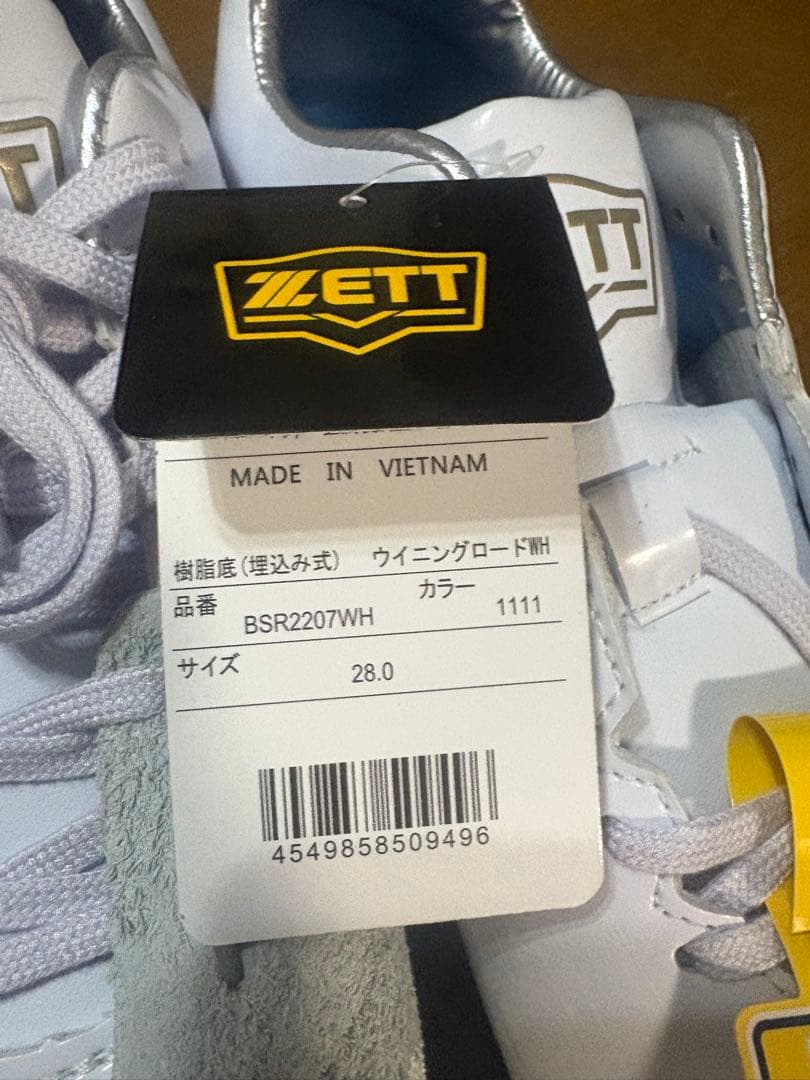 ZETT
TT
MADE IN VIETNAM
樹脂底(埋込み式) ウイニングロードWH
品番 BSR2207WH カラー 1111
サイズ 28.0
4549858509496